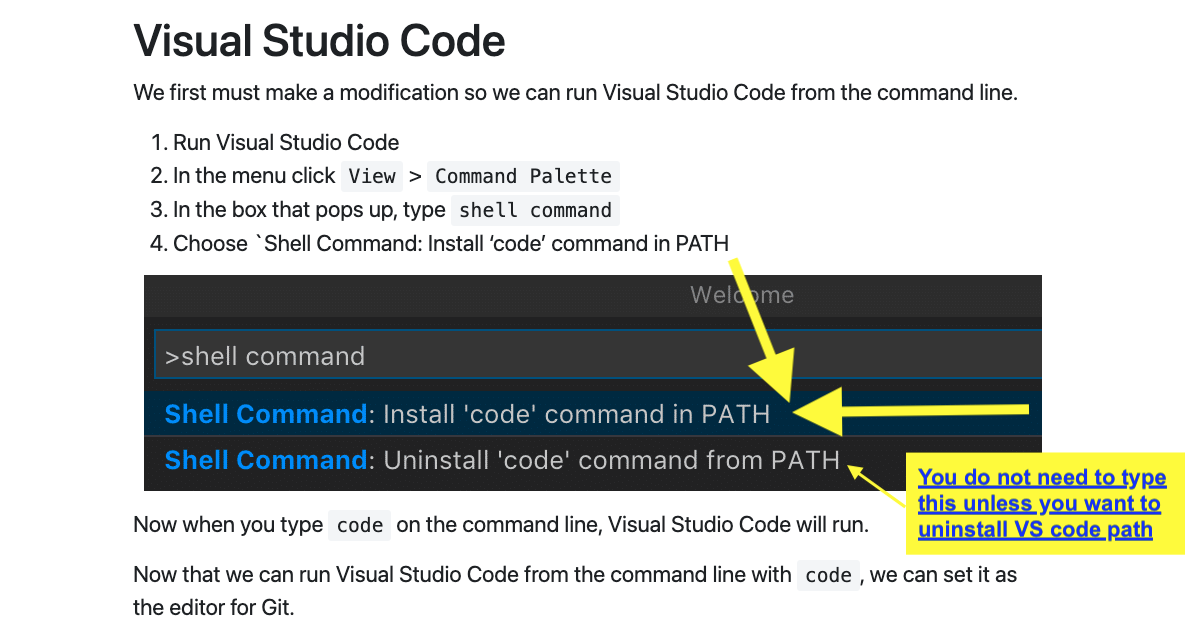 Visual Studio Code
We first must make a modification so we can run Visual Studio Code from the command line.
1. Run Visual Studio Code
2. In the menu click View > Command Palette
3. In the box that pops up, type shell command
4. Choose `Shell Command: Install ‘code’ command in PATH
Welcome
>shell command
Shell Command: Install 'code' command in PATH
Shell Command: Uninstall 'code' command from PATH
You do not need to type
this unless you want to
uninstall VS code path
Now when you type code on the command line, Visual Studio Code will run.
Now that we can run Visual Studio Code from the command line with code, we can set it as
the editor for Git.